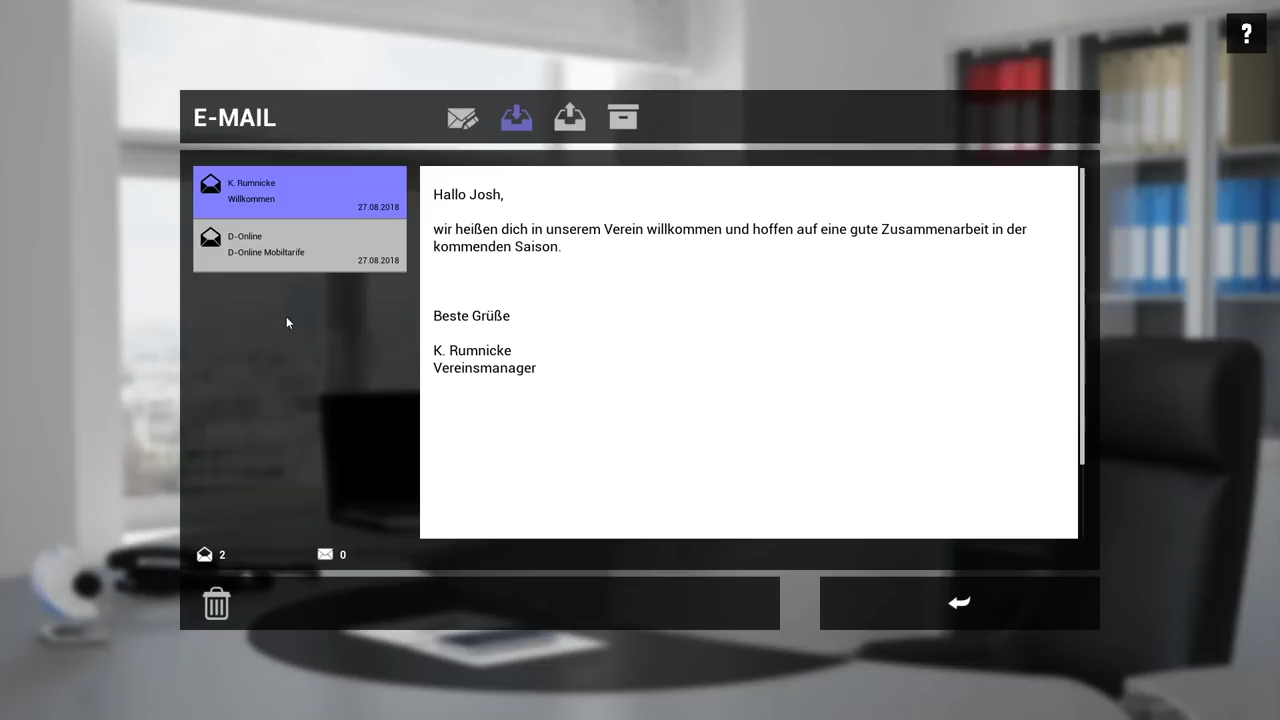 ?
E-MAIL
K. Rumnicke
Willkommen
27.08.2018
D-Online
D-Online Mobiltarife
27.08.2018
Hallo Josh,
wir heißen dich in unserem Verein willkommen und hoffen auf eine gute Zusammenarbeit in der
kommenden Saison.
Beste Grüße
K. Rumnicke
Vereinsmanager
2
0